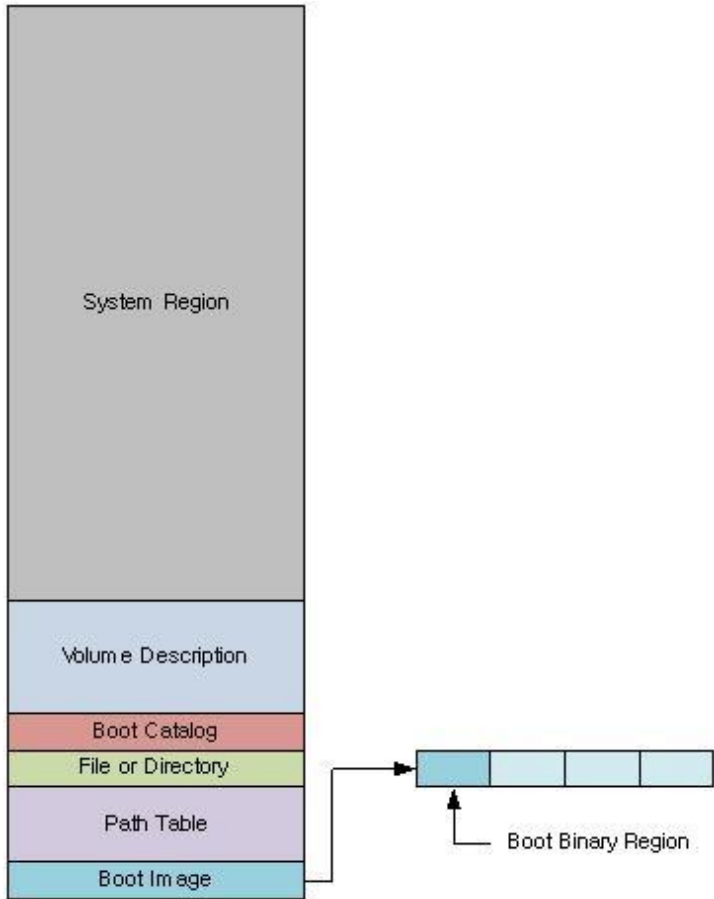 System Region
Volume Description
Boot Catalog
File or Directory
Path Table
Boot Image
Boot Binary Region